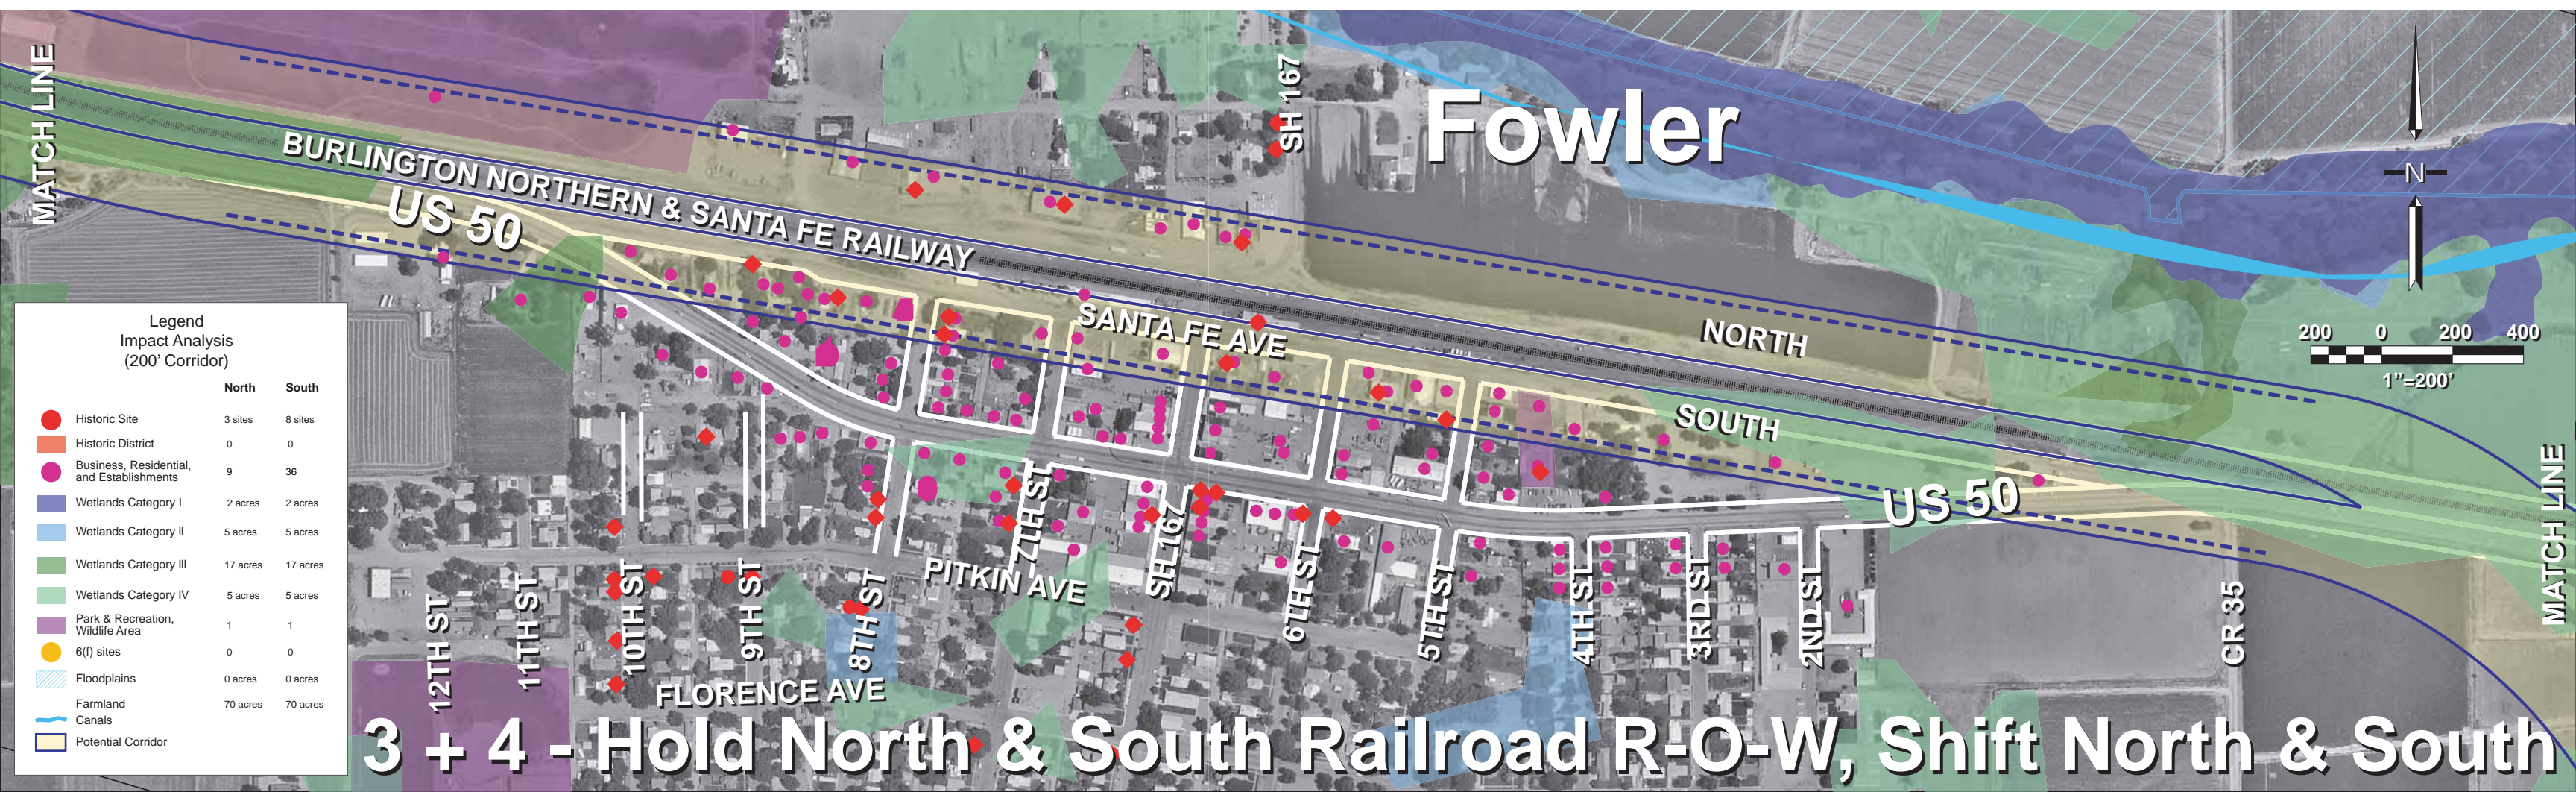 MATCH LINE
BURLINGTON NORTHERN & SANTA FE RAILWAY
US 50
SH 167
Fowler
N
200 0 200 400
1"=200'
NORTH
SANTA FE AVE
SOUTH
US 50
MATCH LINE
Legend
Impact Analysis
(200' Corridor)
North South
Historic Site 3 sites 8 sites
Historic District 0 0
Business, Residential,
and Establishments 9 36
Wetlands Category I 2 acres 2 acres
Wetlands Category II 5 acres 5 acres
Wetlands Category III 17 acres 17 acres
Wetlands Category IV 5 acres 5 acres
Park & Recreation,
Wildlife Area 1 1
6(f) sites 0 0
Floodplains 0 acres 0 acres
Farmland 70 acres 70 acres
Canals
Potential Corridor
12TH ST
11TH ST
10TH ST
9TH ST
8TH ST
7TH ST
SH 167
6TH ST
5TH ST
4TH ST
3RD ST
2ND ST
CR 35
PITKIN AVE
FLORENCE AVE
3 + 4 - Hold North & South Railroad R-O-W, Shift North & South